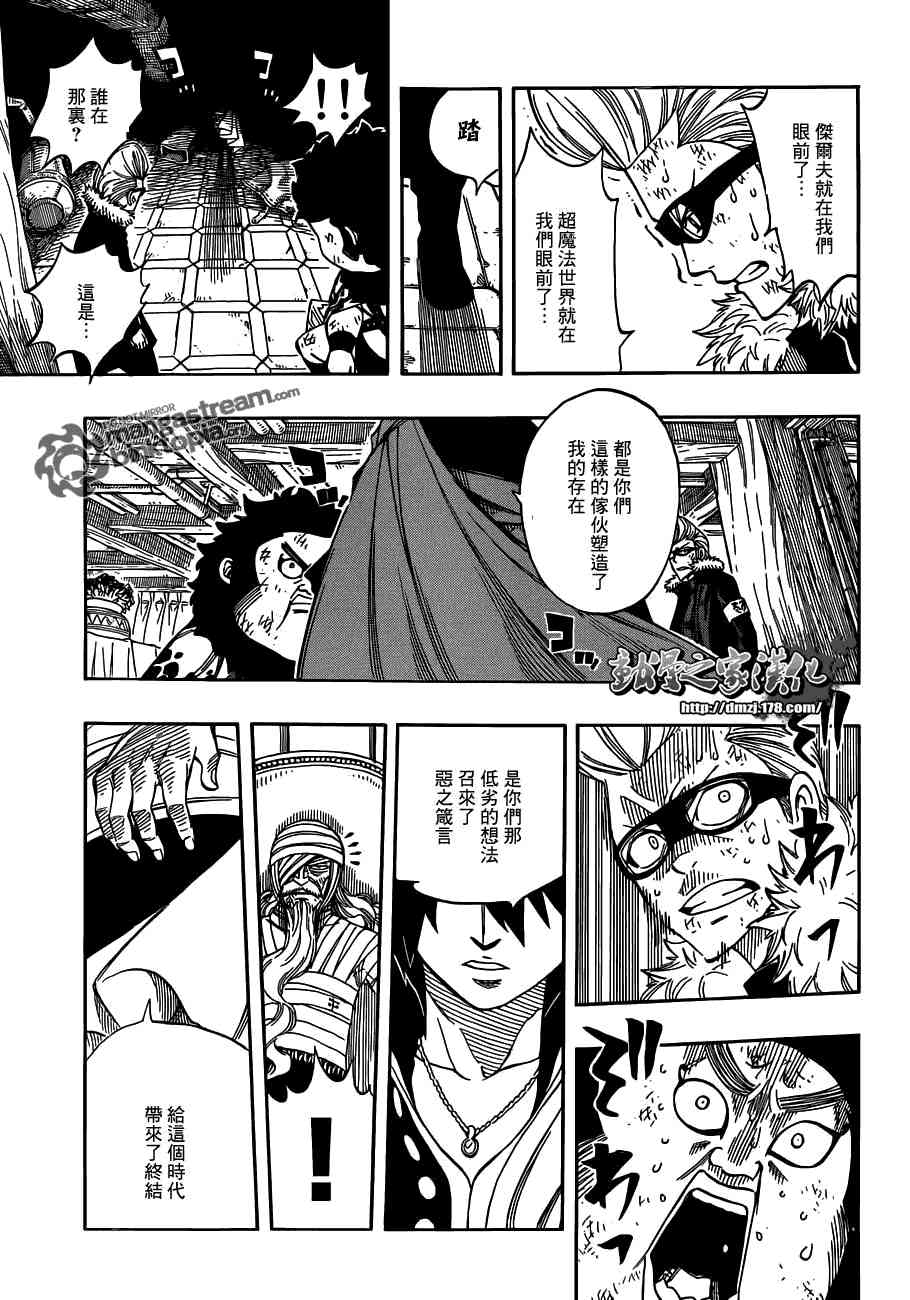 傑爾夫就在我們
眼前了…
超魔法世界就在
我們眼前了…
踏
!!
コ
コ
誰在
那裏?
這是…
都是你們
這樣的傢伙塑造了
我的存在
ゴ
mangastream.com
動漫之家漢化
http://dmzj.178.com/
是你們那
低劣的想法
召來了
惡之箴言
!
給這個時代
帶來了終結